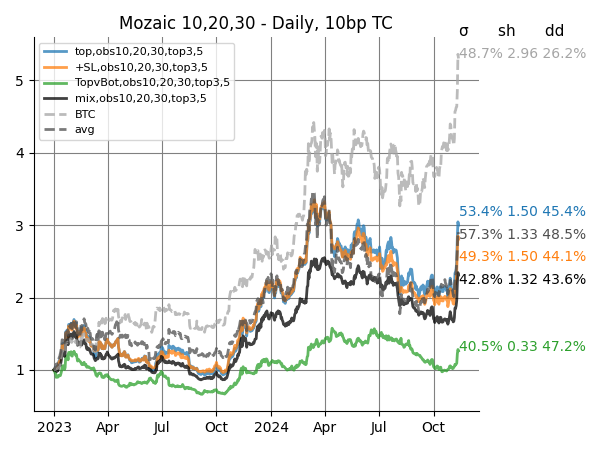 Mozaic 10,20,30 - Daily, 10bp TC
σ sh dd
top,obs10,20,30,top3,5
+SL,obs10,20,30,top3,5
TopvBot,obs10,20,30,top3,5
mix,obs10,20,30,top3,5
BTC
avg
48.7% 2.96 26.2%
53.4% 1.50 45.4%
57.3% 1.33 48.5%
49.3% 1.50 44.1%
42.8% 1.32 43.6%
40.5% 0.33 47.2%
5
4
3
2
1
2023 Apr Jul Oct 2024 Apr Jul Oct